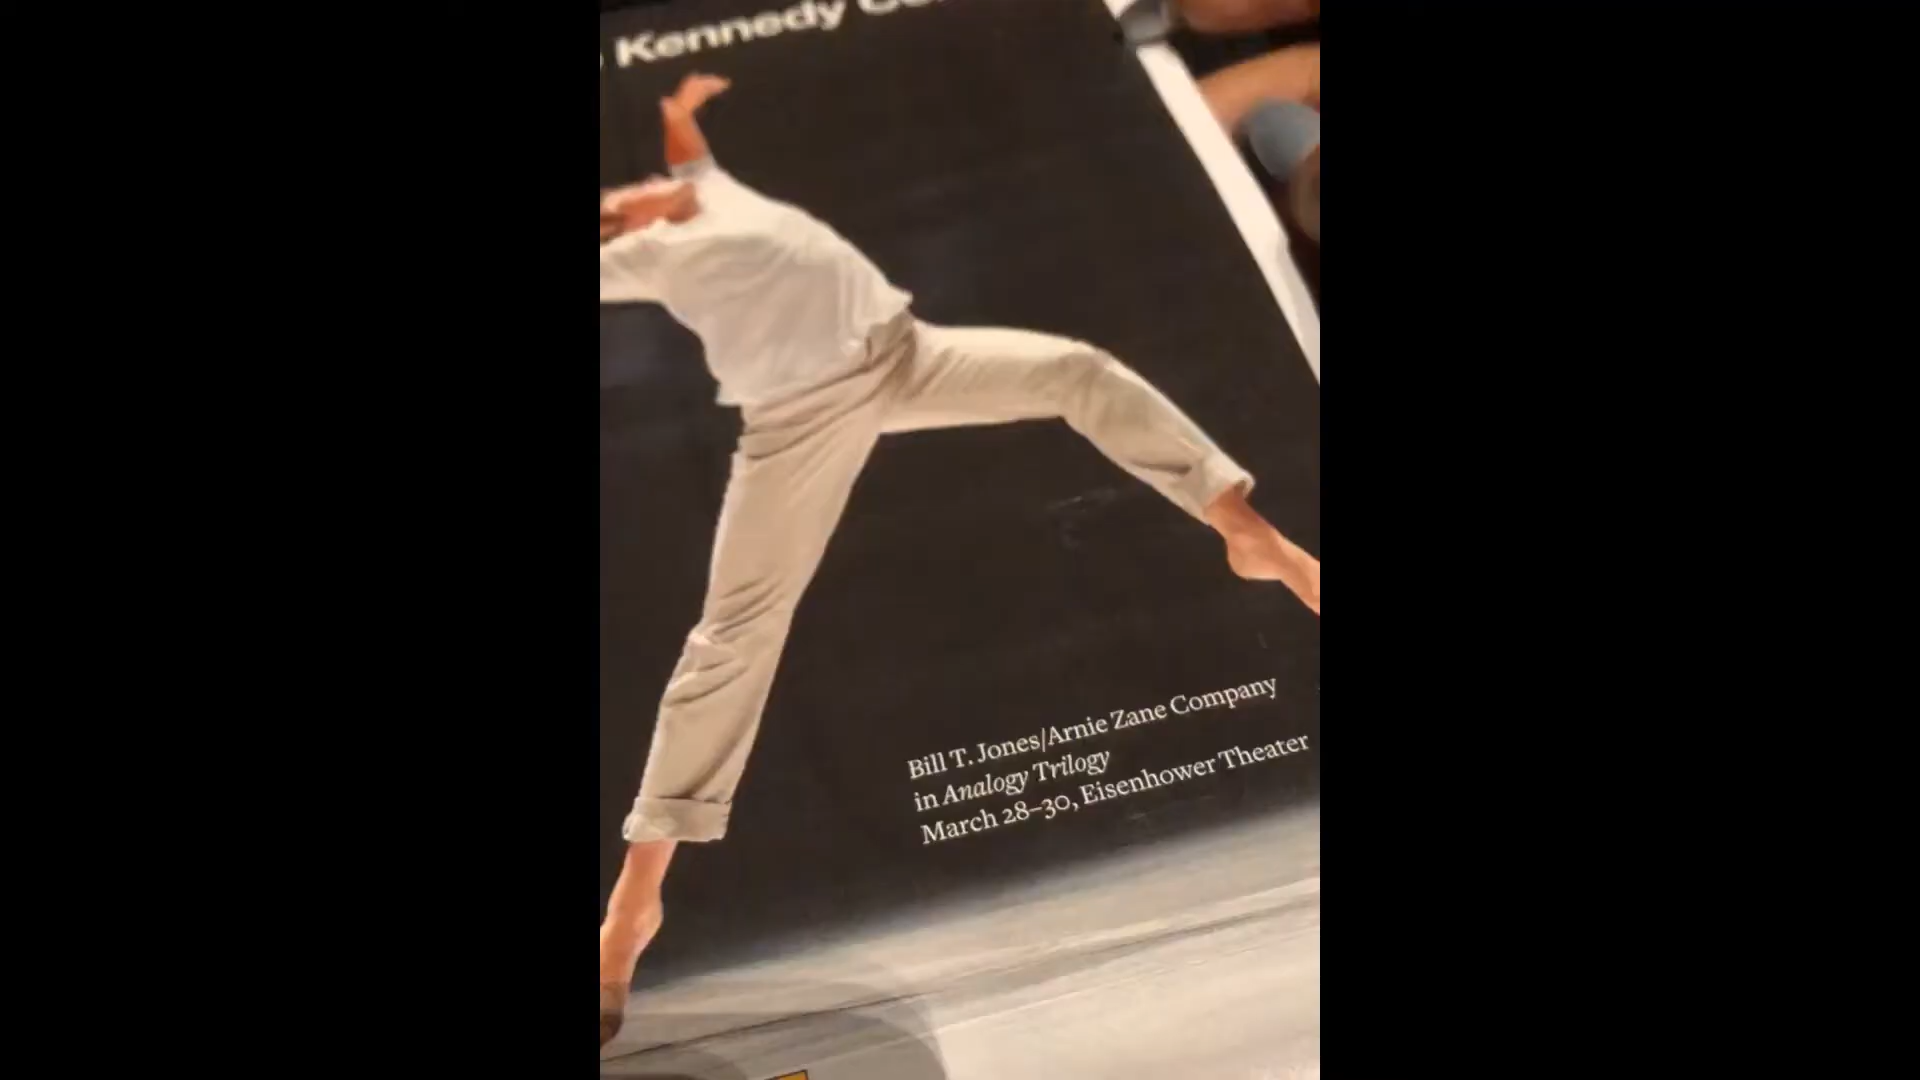 Kennedy
Bill T. Jones/Arnie Zane Company
in Analogy Trilogy
March 28–30, Eisenhower Theater